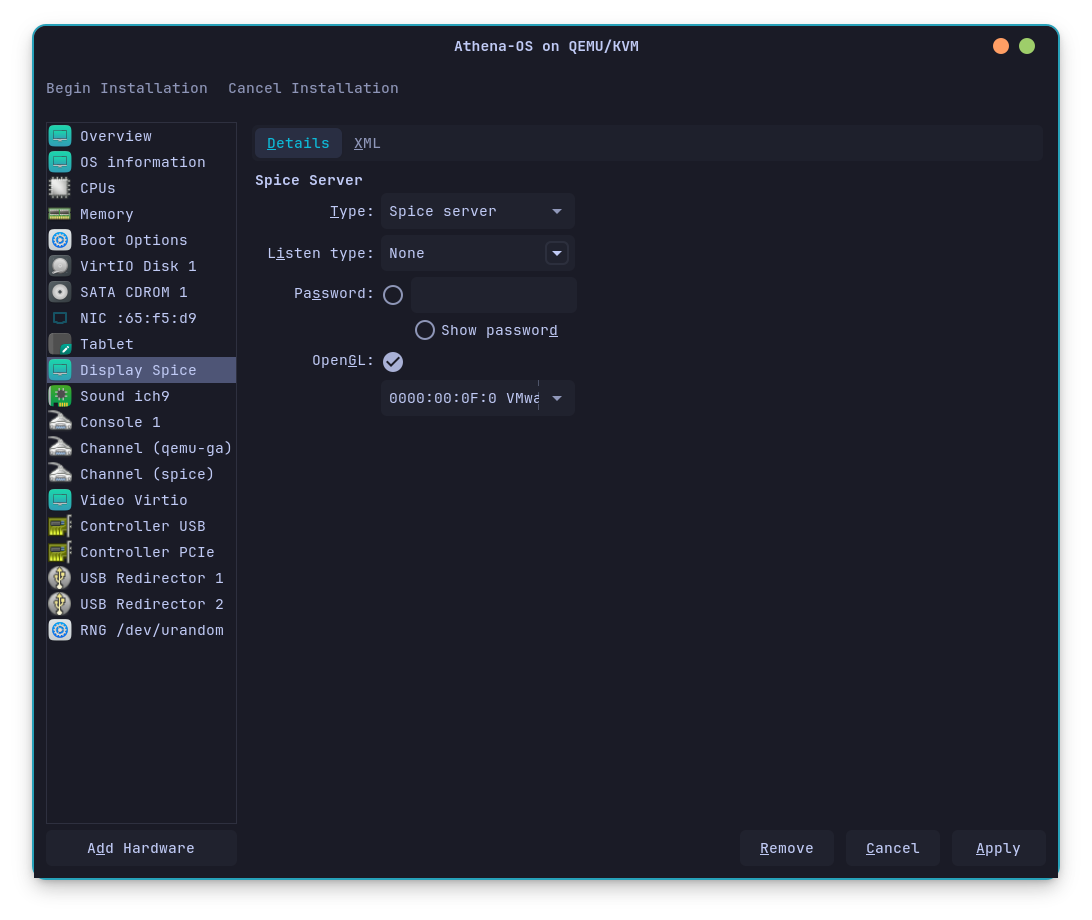 Athena-OS on QEMU/KVM
Begin Installation Cancel Installation
Overview
OS information
CPUs
Memory
Boot Options
VirtIO Disk 1
SATA CDROM 1
NIC :65:f5:d9
Tablet
Display Spice
Sound ich9
Console 1
Channel (qemu-ga)
Channel (spice)
Video Virtio
Controller USB
Controller PCIe
USB Redirector 1
USB Redirector 2
RNG /dev/urandom
Add Hardware
Details XML
Spice Server
Type: Spice server
Listen type: None
Password:
Show password
OpenGL:
0000:00:0F:0 VMwa
Remove Cancel Apply